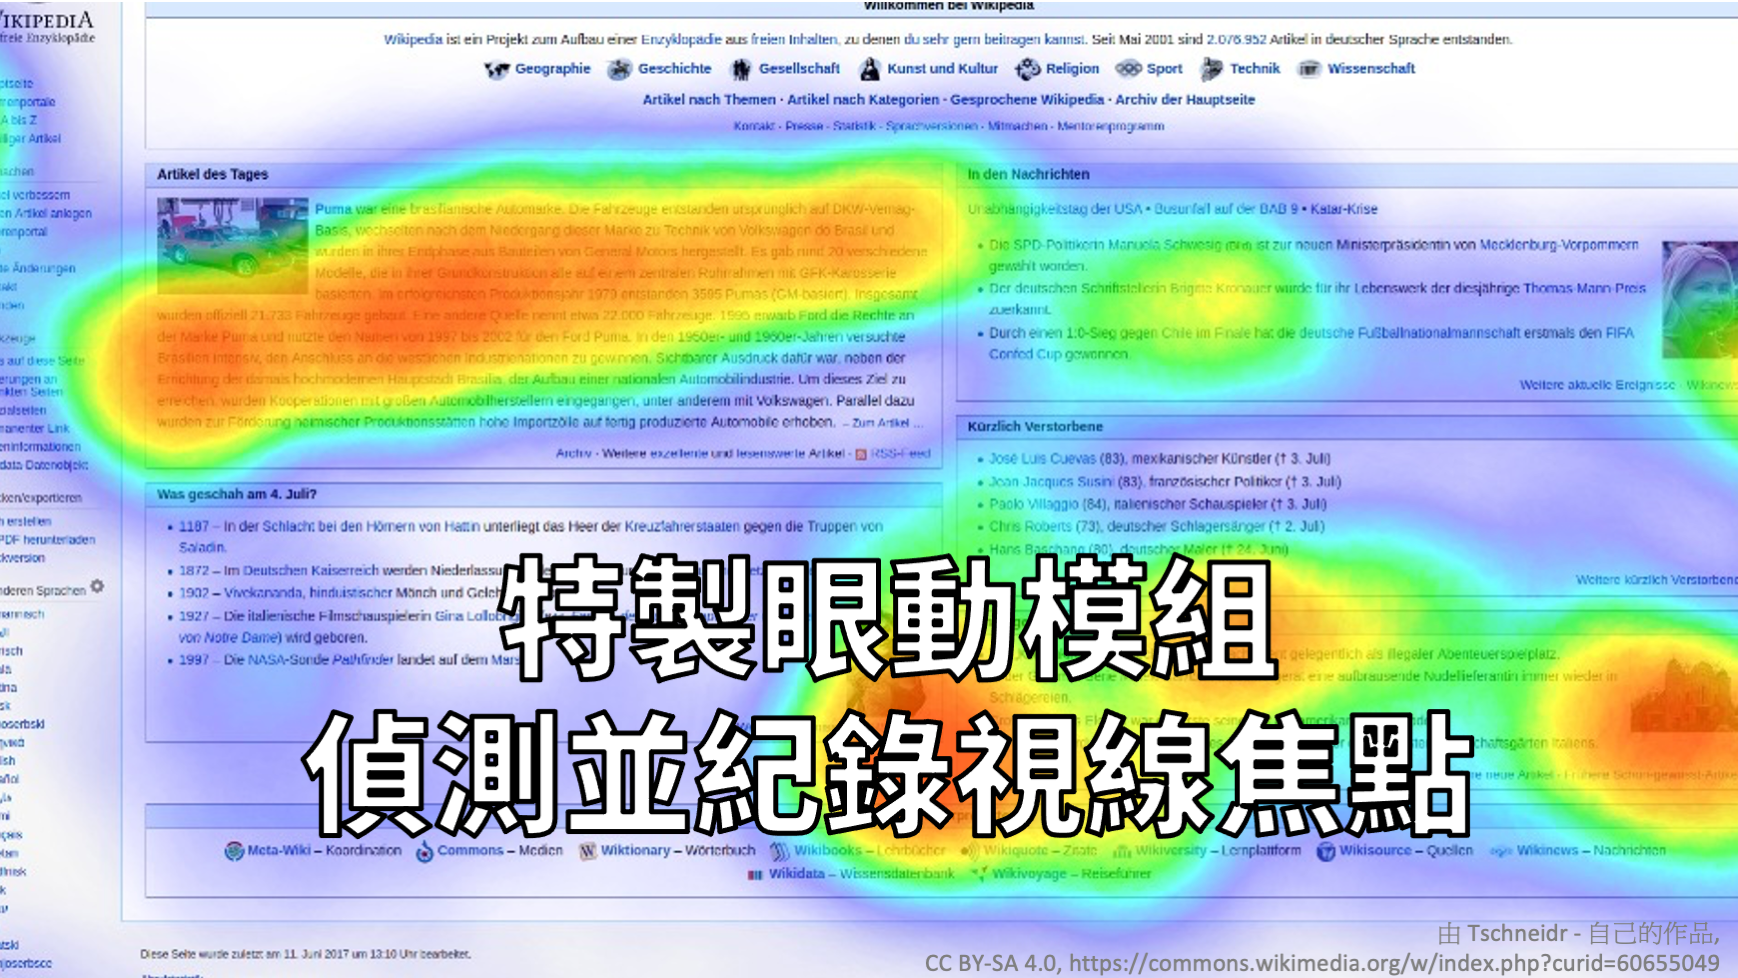 Willkommen bei Wikipedia
WIKIPEDIA
freie Enzyklopädie
Wikipedia ist ein Projekt zum Aufbau einer Enzyklopädie aus freien Inhalten, zu denen du sehr gern beitragen kannst. Seit Mai 2001 sind 2.076.952 Artikel in deutscher Sprache entstanden.
Geographie Geschichte Gesellschaft Kunst und Kultur Religion Sport Technik Wissenschaft
Artikel nach Themen · Artikel nach Kategorien · Gesprochene Wikipedia · Archiv der Hauptseite
Kontakt · Presse · Statistik · Sprachversionen · Mitmachen · Mentorenprogramm
A bis Z
Artikel
verbessern
Artikel anlegen
Änderungen
auf diese Seite
Seiten
Link
Datenobjekt
exportieren
erstellen
PDF herunterladen
Sprachen
Artikel des Tages
Puma war eine brasilianische Automarke. Die Fahrzeuge entstanden ursprünglich auf DKW-Vemag-
Basis, wechselten nach dem Niedergang dieser Marke zu Technik von Volkswagen do Brasil und
wurden in ihrer Endphase aus Bauteilen von General Motors hergestellt. Es gab rund 20 verschiedene
Modelle, die in ihrer Grundkonstruktion alle auf einem zentralen Rohrrahmen mit GFK-Karosserie
basierten. Im erfolgreichsten Produktionsjahr 1979 entstanden 3595 Pumas (GM-basiert). Insgesamt
wurden offiziell 21.733 Fahrzeuge gebaut. Eine andere Quelle nennt etwa 22.000 Fahrzeuge. 1995 erwarb Ford die Rechte an
der Marke Puma und nutzte den Namen von 1997 bis 2002 für den Ford Puma. In den 1950er- und 1960er-Jahren versuchte
Brasilien intensiv, den Anschluss an die westlichen Industrienationen zu gewinnen. Sichtbarer Ausdruck dafür war, neben der
Errichtung der damals hochmodernen Hauptstadt Brasília, der Aufbau einer nationalen Automobilindustrie. Um dieses Ziel zu
erreichen, wurden Kooperationen mit großen Automobilherstellern eingegangen, unter anderem mit Volkswagen. Parallel dazu
wurden zur Förderung heimischer Produktionsstätten hohe Importzölle auf fertig produzierte Automobile erhoben. – Zum Artikel ...
Archiv · Weitere exzellente und lesenswerte Artikel · RSS-Feed
In den Nachrichten
Unabhängigkeitstag der USA • Busunfall auf der BAB 9 • Katar-Krise
• Die SPD-Politikerin Manuela Schwesig ist zur neuen Ministerpräsidentin von Mecklenburg-Vorpommern
gewählt worden.
• Der deutschen Schriftstellerin Brigitte Kronauer wurde für ihr Lebenswerk der diesjährige Thomas-Mann-Preis
zuerkannt.
• Durch einen 1:0-Sieg gegen Chile im Finale hat die deutsche Fußballnationalmannschaft erstmals den FIFA
Confed Cup gewonnen.
Weitere aktuelle Ereignisse · Wikinews
Kürzlich Verstorbene
• José Luis Cuevas (83), mexikanischer Künstler († 3. Juli)
• Jean Jacques Susini (83), französischer Politiker († 3. Juli)
• Paolo Villaggio (84), italienischer Schauspieler († 3. Juli)
• Chris Roberts (73), deutscher Schlagersänger († 2. Juli)
• Hans Baschang (80), deutscher Maler († 24. Juni)
Weitere kürzlich Verstorbene
Was geschah am 4. Juli?
• 1187 – In der Schlacht bei den Hörnern von Hattin unterliegt das Heer der Kreuzfahrerstaaten gegen die Truppen von
Saladin.
• 1872 – Im Deutschen Kaiserreich werden
• 1902 – Vivekananda, hinduistischer Mönch und
• 1927 – Die italienische Filmschauspielerin Gina
von Notre Dame) wird geboren.
• 1997 – Die NASA-Sonde Pathfinder landet auf dem
gelegentlich als illegaler Abenteuerspielplatz.
eine aufbrausende Nudellieferantin immer wieder in
Schlägereien.
特製眼動模組
偵測並紀錄視線焦點
Meta-Wiki – Koordination Commons – Medien Wiktionary – Wörterbuch Wikibooks – Lehrbücher Wikiquote – Zitate Wikiversity – Lernplattform Wikisource – Quellen Wikinews – Nachrichten
Wikidata – Wissensdatenbank Wikivoyage – Reiseführer
Diese Seite wurde zuletzt am 11. Juni 2017 um 13:10 Uhr bearbeitet.
由 Tschneidr - 自己的作品,
CC BY-SA 4.0, https://commons.wikimedia.org/w/index.php?curid=60655049